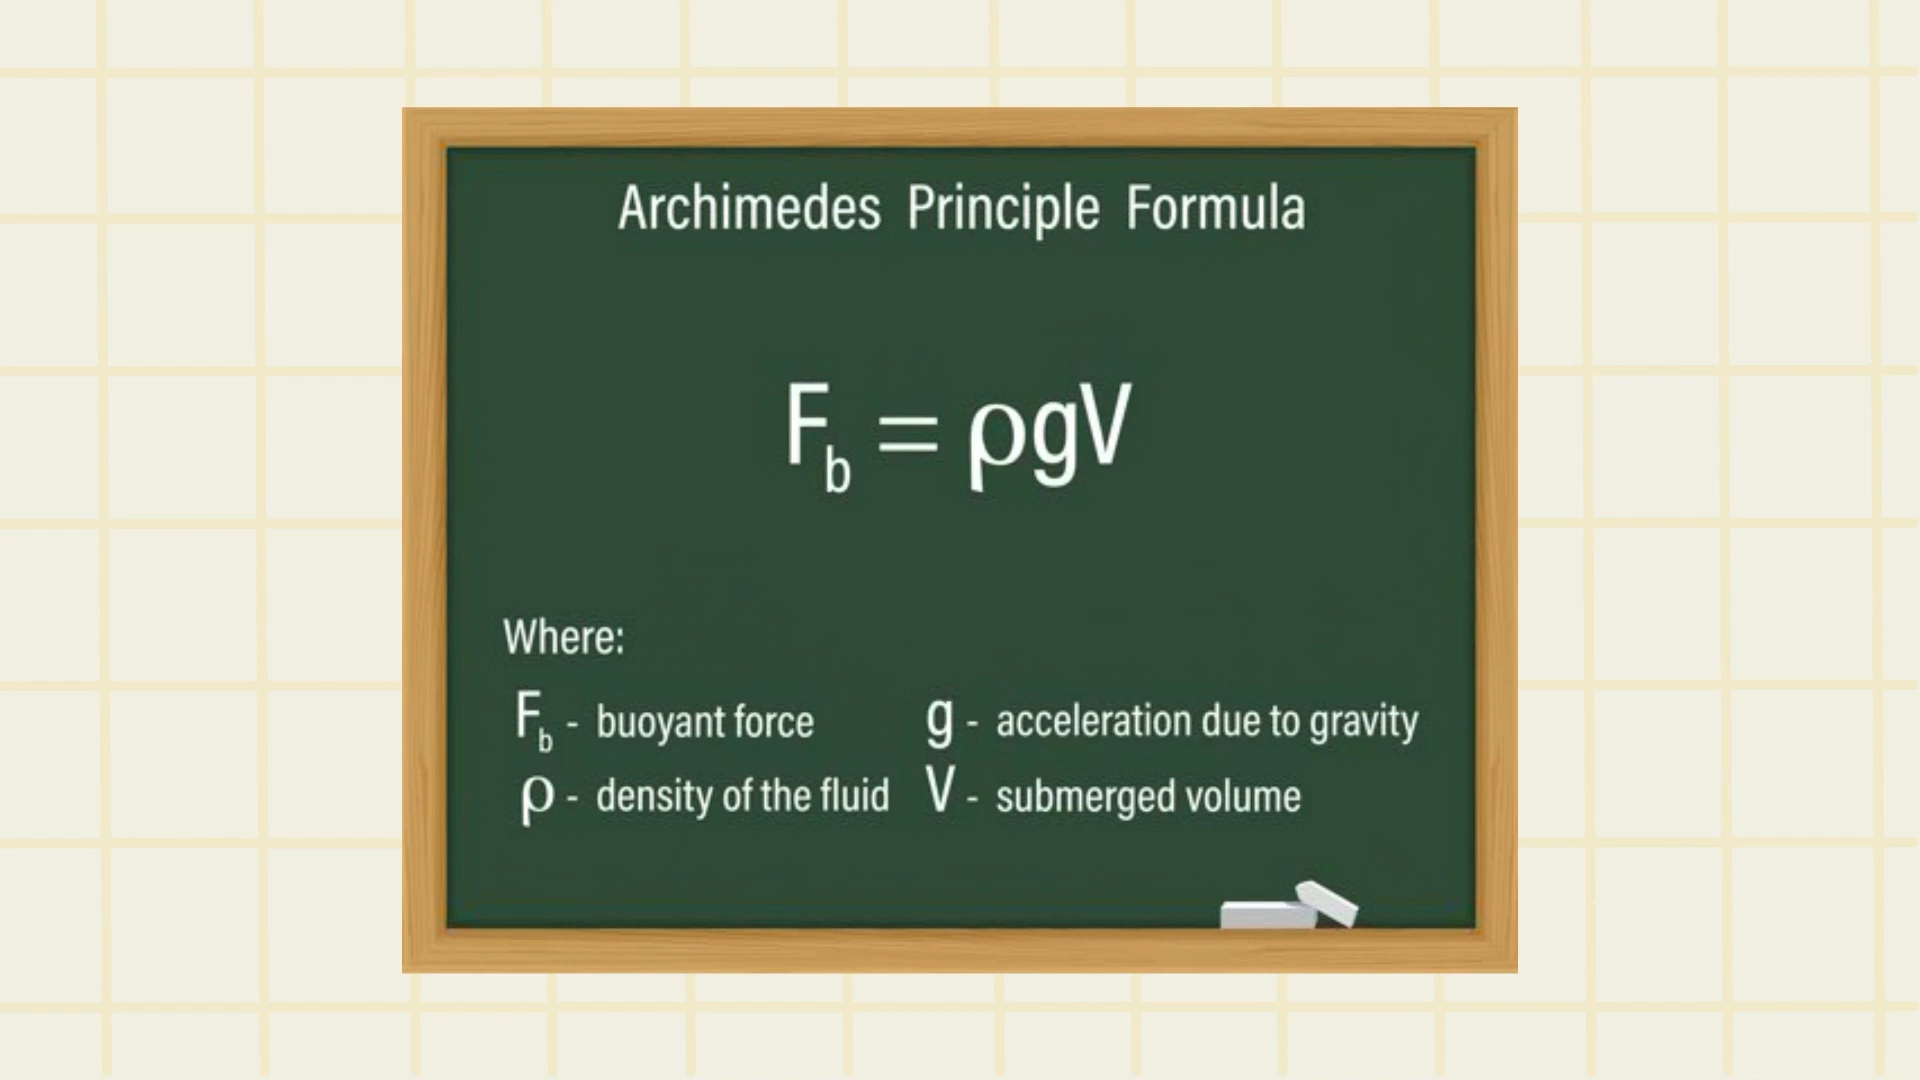 Archimedes Principle Formula
F_b = ρgV
Where:
F_b - buoyant force
g - acceleration due to gravity
ρ - density of the fluid
V - submerged volume